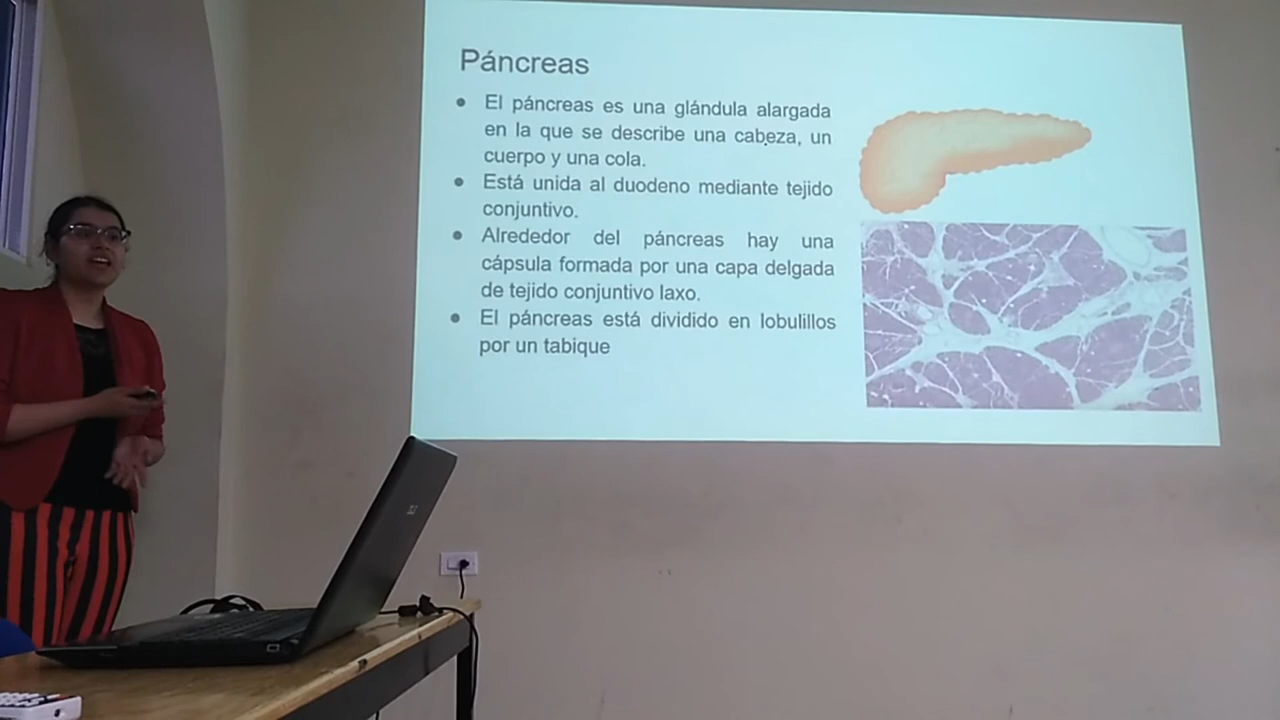 Páncreas
● El páncreas es una glándula alargada
en la que se describe una cabeza, un
cuerpo y una cola.
● Está unida al duodeno mediante tejido
conjuntivo.
● Alrededor del páncreas hay una
cápsula formada por una capa delgada
de tejido conjuntivo laxo.
● El páncreas está dividido en lobulillos
por un tabique